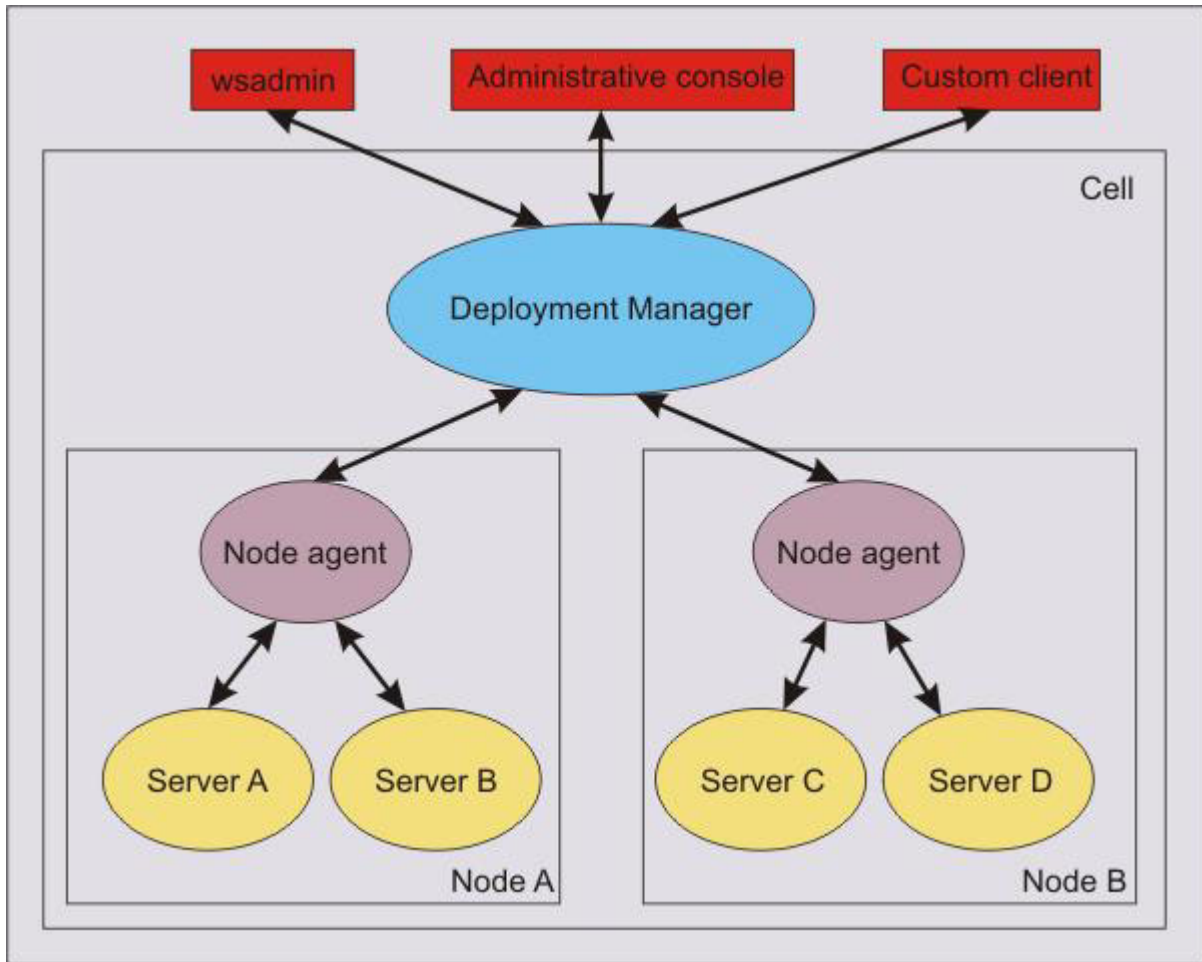 wsadmin
Administrative console
Custom client
Cell
Deployment Manager
Node agent
Node agent
Server A
Server B
Server C
Server D
Node A
Node B